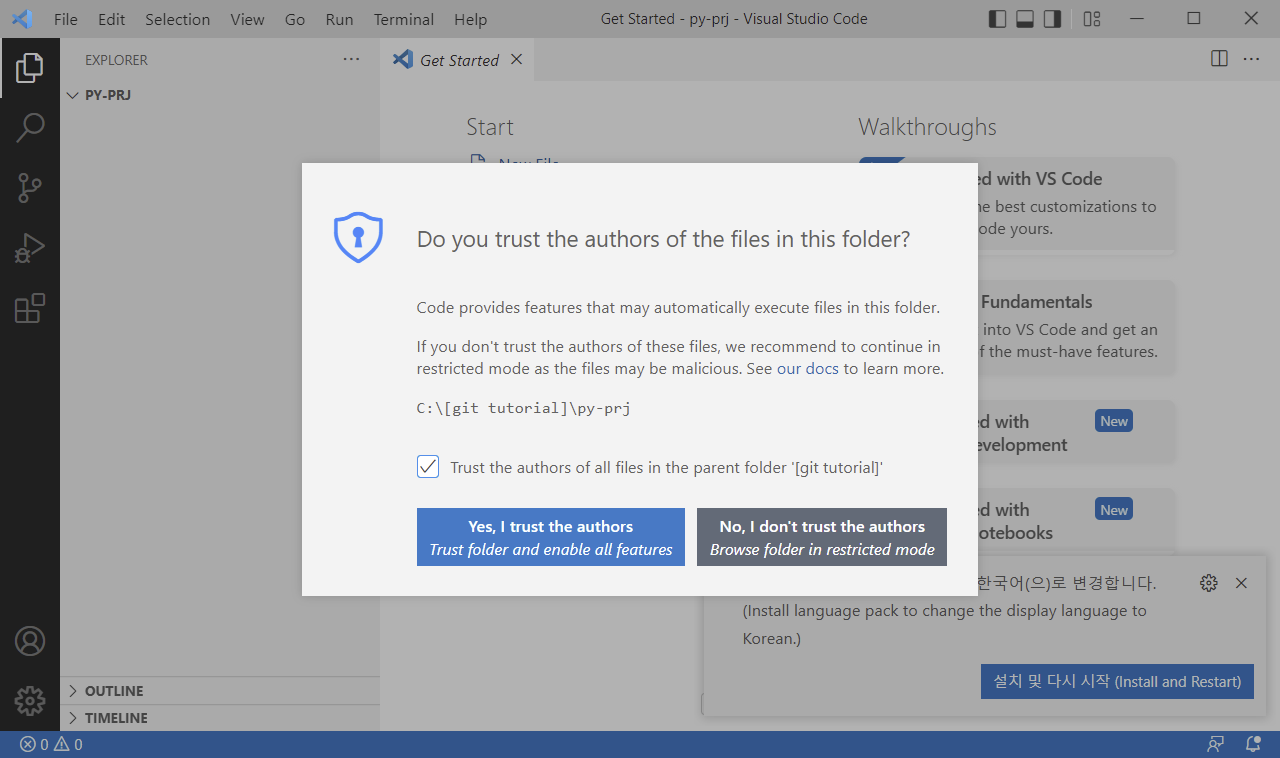 File Edit Selection View Go Run Terminal Help
Get Started - py-prj - Visual Studio Code
EXPLORER
PY-PRJ
OUTLINE
TIMELINE
Get Started
Start
New File
Walkthroughs
ed with VS Code
he best customizations to
ode yours.
Fundamentals
into VS Code and get an
f the must-have features.
ed with
evelopment
New
ed with
otebooks
New
Do you trust the authors of the files in this folder?
Code provides features that may automatically execute files in this folder.
If you don't trust the authors of these files, we recommend to continue in
restricted mode as the files may be malicious. See our docs to learn more.
C:\[git tutorial]\py-prj
Trust the authors of all files in the parent folder '[git tutorial]'
Yes, I trust the authors
Trust folder and enable all features
No, I don't trust the authors
Browse folder in restricted mode
한국어(으)로 변경합니다.
(Install language pack to change the display language to
Korean.)
설치 및 다시 시작 (Install and Restart)
0 0